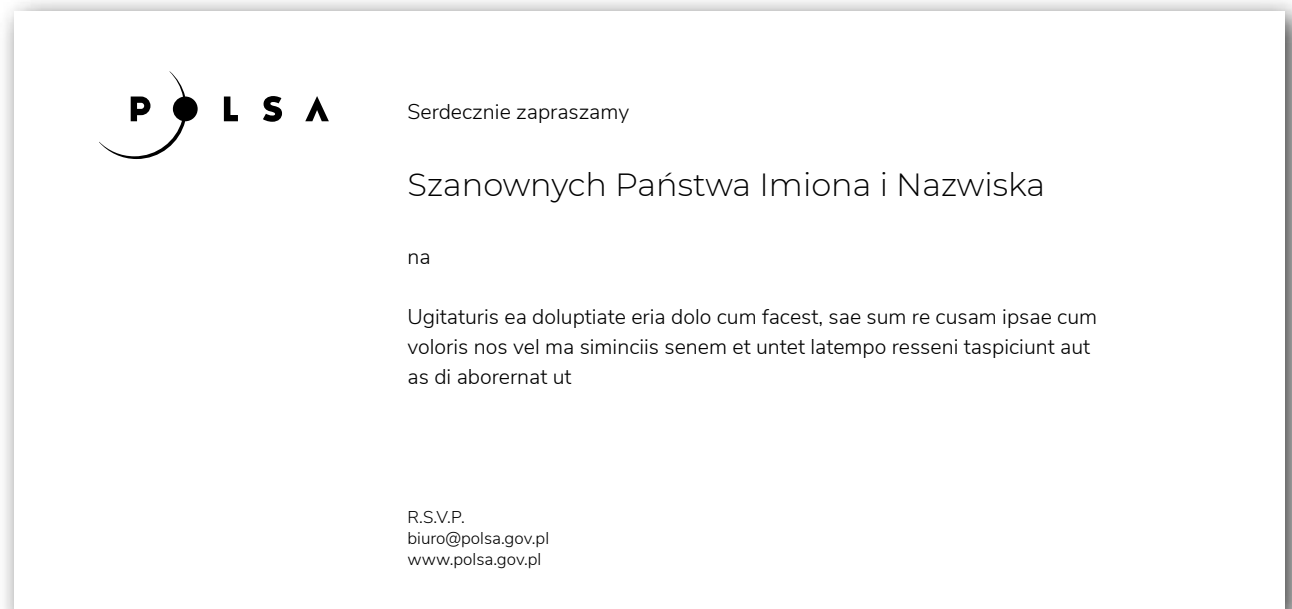 POLSA
Serdecznie zapraszamy
Szanownych Państwa Imiona i Nazwiska
na
Ugitaturis ea doluptiate eria dolo cum facest, sae sum re cusam ipsae cum
voloris nos vel ma siminciis senem et untet latempo resseni taspiciunt aut
as di aborernat ut
R.S.V.P.
biuro@polsa.gov.pl
www.polsa.gov.pl